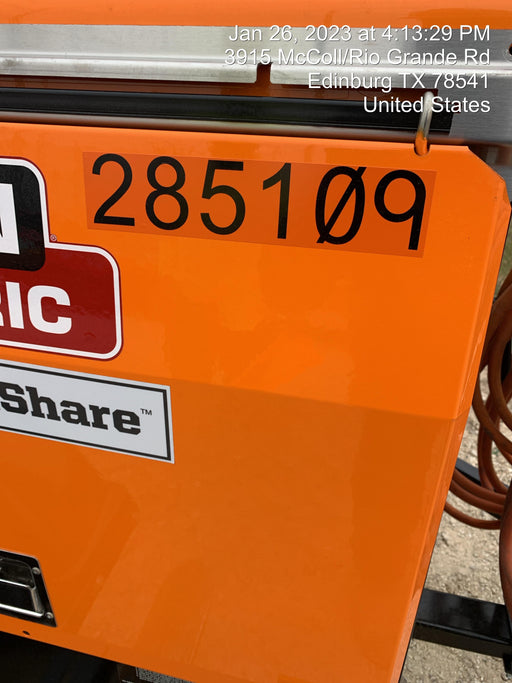 Jan 26, 2023 at 4:13:29 PM
3915 McColl/Rio Grande Rd
Edinburg TX 78541
United States
2851Ø9
N
RIC
Share™